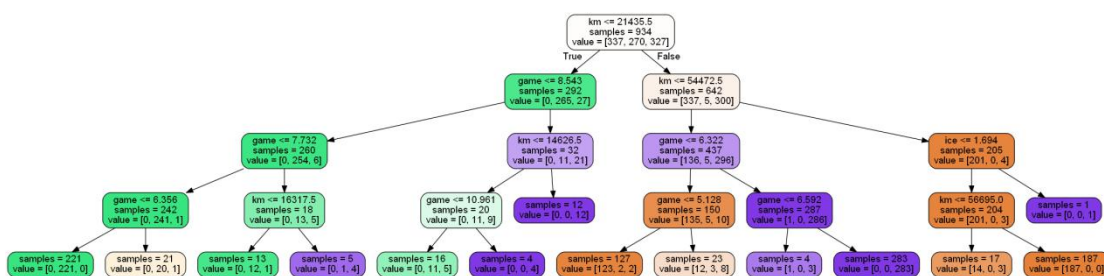 km <= 21435.5
samples = 934
value = [337, 270, 327]
True
False
game <= 8.543
samples = 292
value = [0, 265, 27]
km <= 54472.5
samples = 642
value = [337, 5, 300]
game <= 7.732
samples = 260
value = [0, 254, 6]
km <= 14626.5
samples = 32
value = [0, 11, 21]
game <= 6.322
samples = 437
value = [136, 5, 296]
ice <= 1.694
samples = 205
value = [201, 0, 4]
game <= 6.356
samples = 242
value = [0, 241, 1]
km <= 16317.5
samples = 18
value = [0, 13, 5]
game <= 10.961
samples = 20
value = [0, 11, 9]
samples = 12
value = [0, 0, 12]
game <= 5.128
samples = 150
value = [135, 5, 10]
game <= 6.592
samples = 287
value = [1, 0, 286]
km <= 56695.0
samples = 204
value = [201, 0, 3]
samples = 1
value = [0, 0, 1]
samples = 221
value = [0, 221, 0]
samples = 21
value = [0, 20, 1]
samples = 13
value = [0, 12, 1]
samples = 5
value = [0, 1, 4]
samples = 16
value = [0, 11, 5]
samples = 4
value = [0, 0, 4]
samples = 127
value = [123, 2, 2]
samples = 23
value = [12, 3, 8]
samples = 4
value = [1, 0, 3]
samples = 283
value = [0, 0, 283]
samples = 17
value = [14, 0, 3]
samples = 187
value = [187, 0, 0]